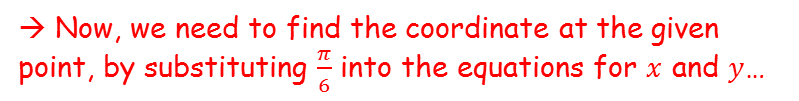 → Now, we need to find the coordinate at the given
point, by substituting π/6 into the equations for x and y...